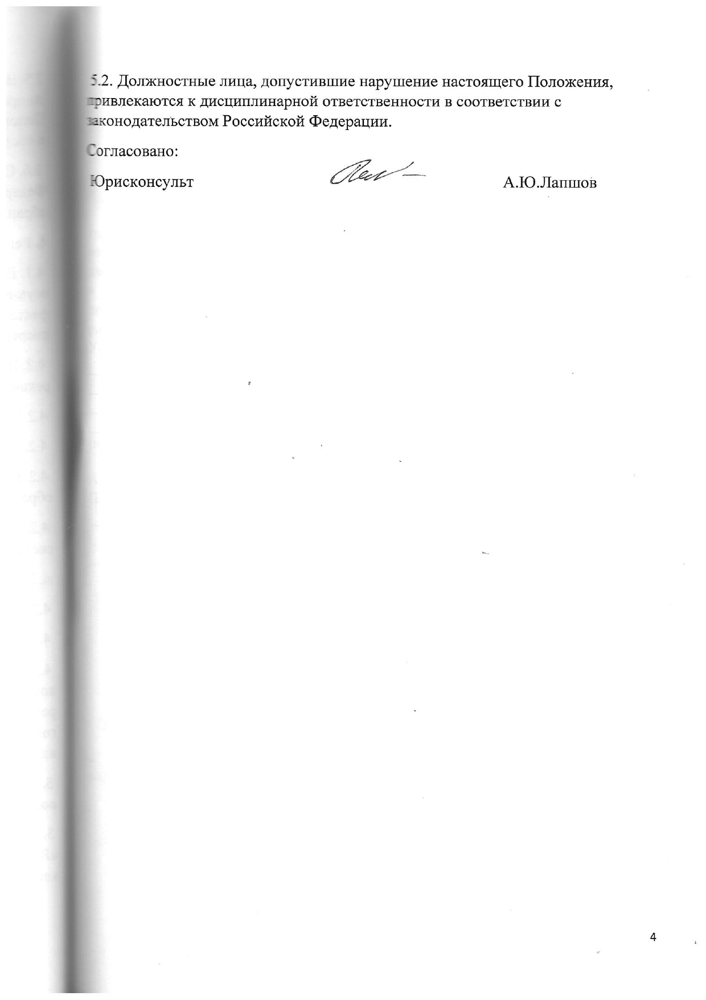 5.2. Должностные лица, допустившие нарушение настоящего Положения,
привлекаются к дисциплинарной ответственности в соответствии с
законодательством Российской Федерации.
Согласовано:
Юрисконсульт А.Ю.Лапшов
4